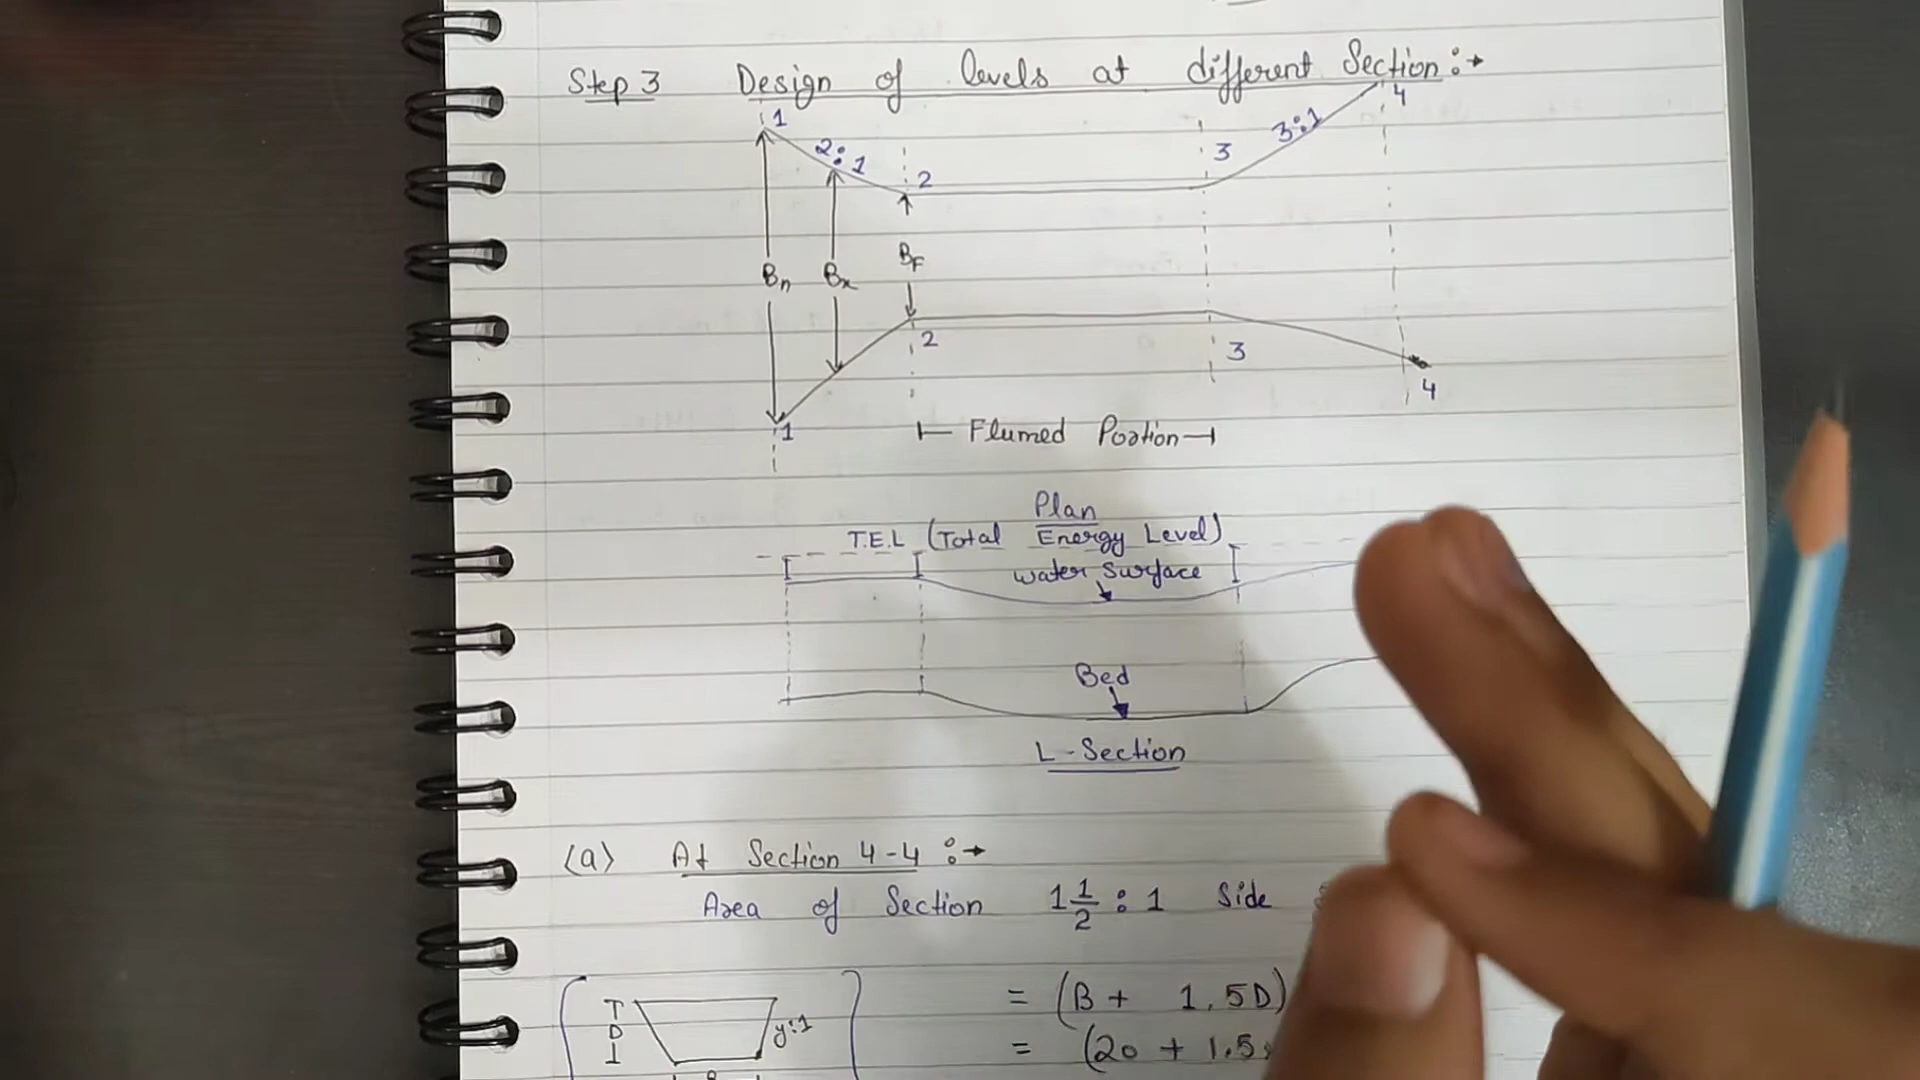 Step 3 Design of levels at different Section :→
1
2:1
2
3
3:1
4
Bn Bx BF
2
3
4
1
Flumed Portion
Plan
T.E.L (Total Energy Level)
Water Surface
Bed
L-Section
(a) At Section 4-4 :→
Area of Section 1 1/2 : 1 Side
T
D
y:1
= (B + 1.5D)
= (20 + 1.5